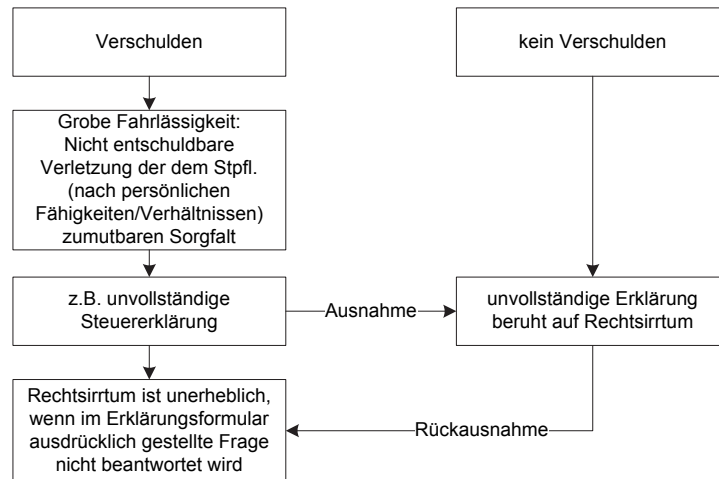 Verschulden
kein Verschulden
Grobe Fahrlässigkeit:
Nicht entschuldbare
Verletzung der dem Stpfl.
(nach persönlichen
Fähigkeiten/Verhältnissen)
zumutbaren Sorgfalt
z.B. unvollständige
Steuererklärung
Ausnahme
unvollständige Erklärung
beruht auf Rechtsirrtum
Rechtsirrtum ist unerheblich,
wenn im Erklärungsformular
ausdrücklich gestellte Frage
nicht beantwortet wird
Rückausnahme